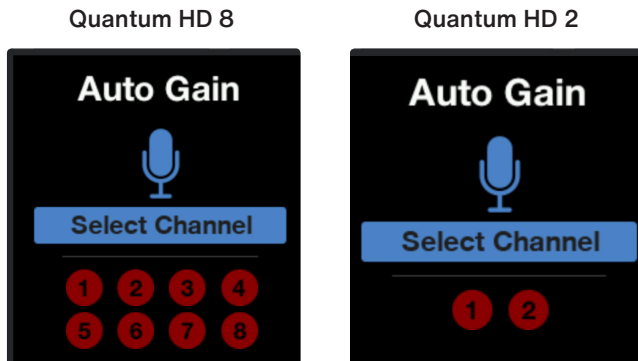 Quantum HD 8
Auto Gain
Select Channel
1 2 3 4
5 6 7 8
Quantum HD 2
Auto Gain
Select Channel
1 2